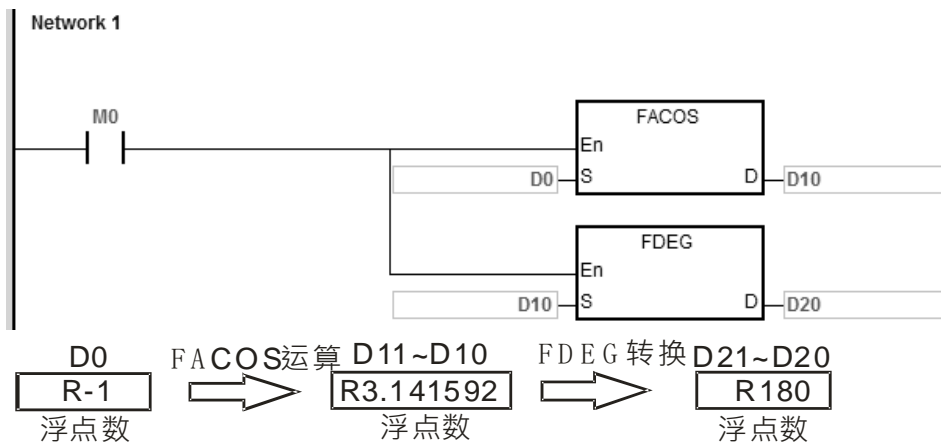 Network 1
M0
FACOS
En
D0 S D D10
FDEG
En
D10 S D D20
D0 FACOS运算 D11~D10 FDEG转换 D21~D20
R-1 R3.141592 R180
浮点数 浮点数 浮点数